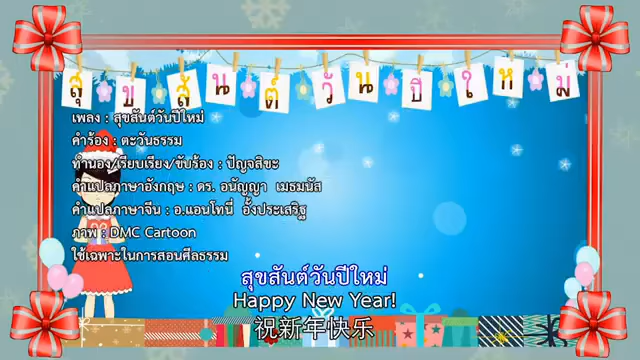 สุขสันต์วันปีใหม่
เพลง : สุขสันต์วันปีใหม่
คำร้อง : ตะวันธรรม
ทำนอง/เรียบเรียง/ขับร้อง : ปัญจสิขะ
คำแปลภาษาอังกฤษ : ดร. อนัญญา เมธมนัส
คำแปลภาษาจีน : อ.แอนโทนี่ อึ้งประเสริฐ
ภาพ : DMC Cartoon
ใช้เฉพาะในการสอนศีลธรรม
สุขสันต์วันปีใหม่
Happy New Year!
祝新年快乐